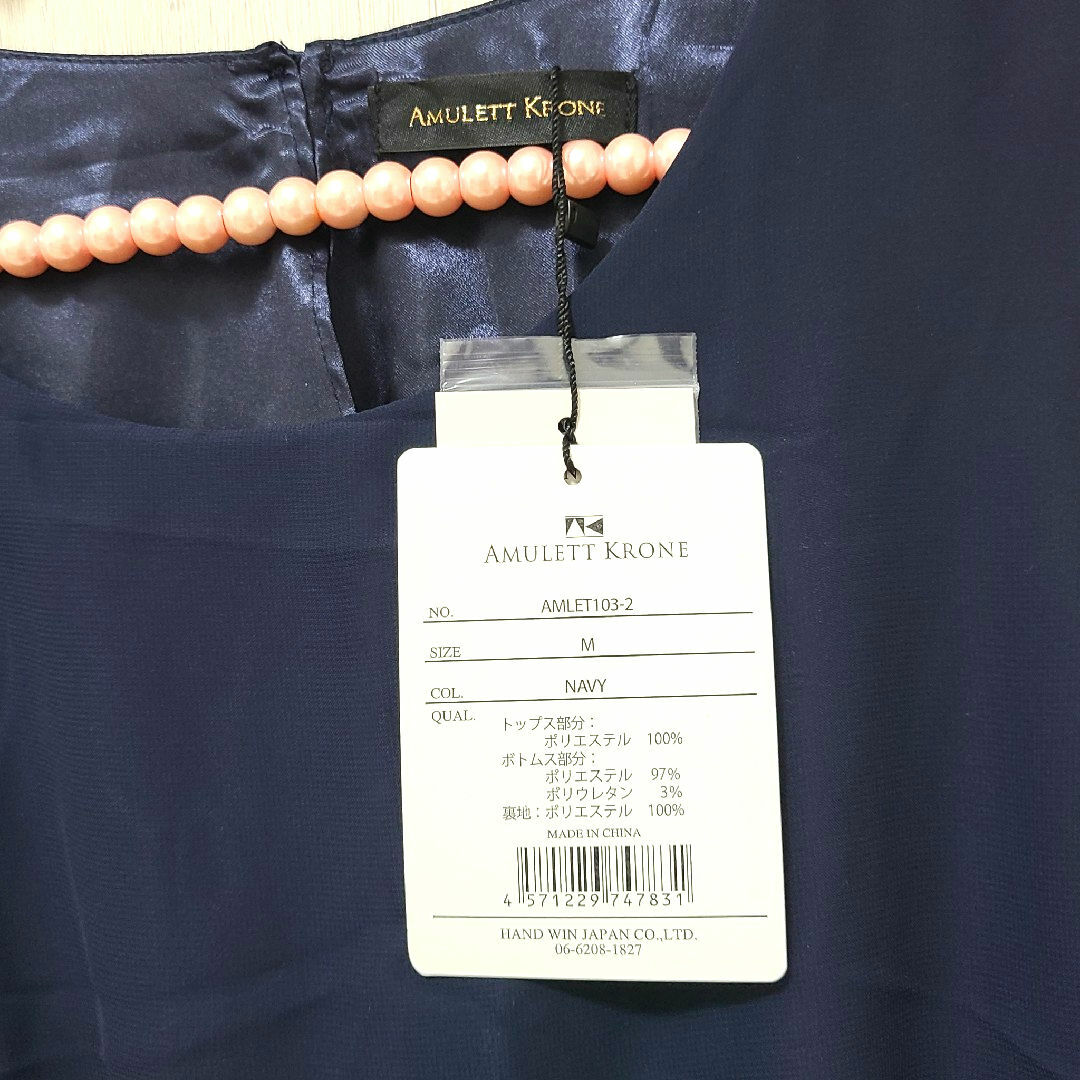 AMULETT KRONE
AMULETT KRONE
NO. AMLET103-2
SIZE M
COL. NAVY
QUAL. トップス部分：
ポリエステル 100%
ボトムス部分：
ポリエステル 97%
ポリウレタン 3%
裏地：ポリエステル 100%
MADE IN CHINA
4 571229 747831
HAND WIN JAPAN CO.,LTD.
06-6208-1827